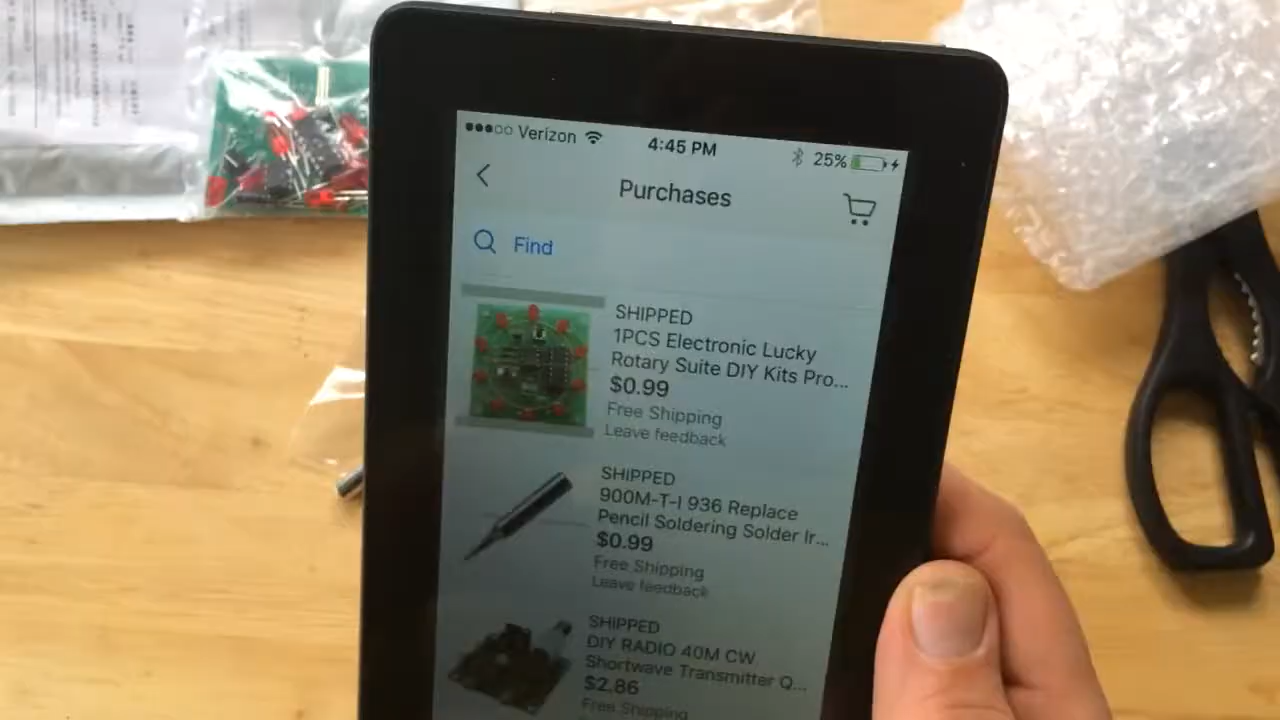 Verizon 4:45 PM 25%
Purchases
Find
SHIPPED
1PCS Electronic Lucky
Rotary Suite DIY Kits Pro...
$0.99
Free Shipping
Leave feedback
SHIPPED
900M-T-I 936 Replace
Pencil Soldering Solder Ir...
$0.99
Free Shipping
Leave feedback
SHIPPED
DIY RADIO 40M CW
Shortwave Transmitter Q...
$2.86
Free Shipping